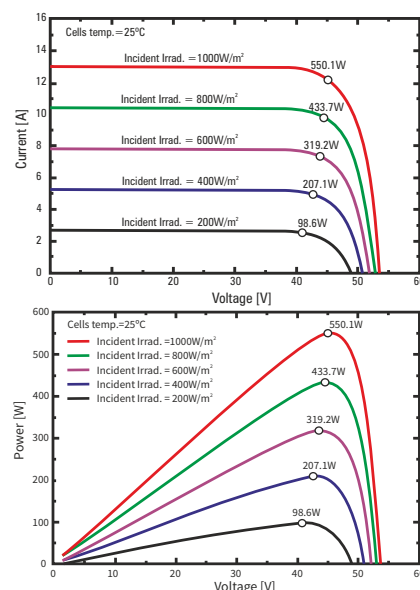 Cells temp.=25ºC
Incident Irrad. =1000W/m²
550.1W
Incident Irrad. = 800W/m²
433.7W
Incident Irrad. = 600W/m²
319.2W
Incident Irrad. = 400W/m²
207.1W
Incident Irrad. = 200W/m²
98.6W
Current [A]
16
14
12
10
8
6
4
2
0
0 10 20 30 40 50 60
Voltage [V]
Cells temp.=25ºC
Incident Irrad. =1000W/m²
Incident Irrad. = 800W/m²
Incident Irrad. = 600W/m²
Incident Irrad. = 400W/m²
Incident Irrad. = 200W/m²
550.1W
433.7W
319.2W
207.1W
98.6W
Power [W]
600
500
400
300
200
100
0
0 10 20 30 40 50 60
Voltage [V]